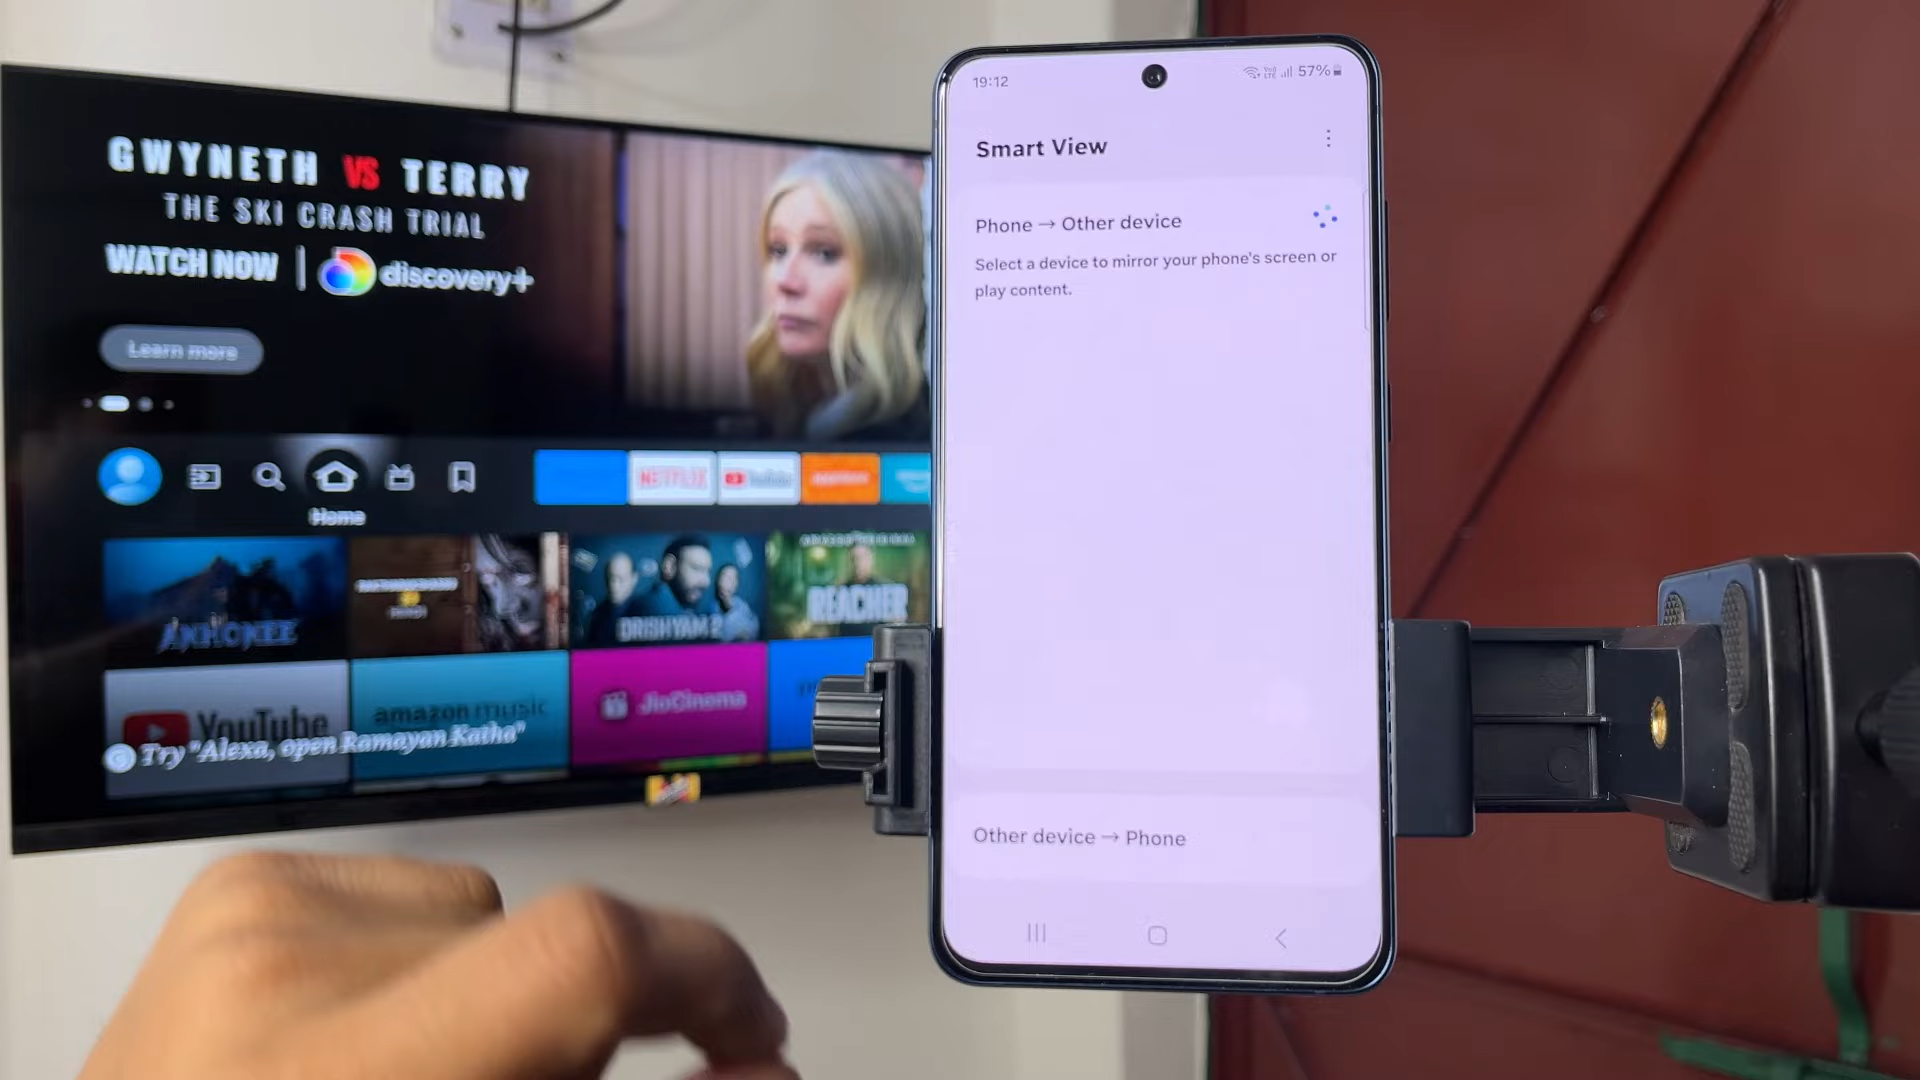 GWYNETH VS TERRY
THE SKI CRASH TRIAL
WATCH NOW | discovery+
Learn more
NETFLIX
YouTube
Home
DRISHYAM 2
REACHER
YouTube
amazon music
JioCinema
Try "Alexa, open Ramayan Katha"
19:12
VoLTE
57%
Smart View
Phone → Other device
Select a device to mirror your phone's screen or
play content.
Other device → Phone